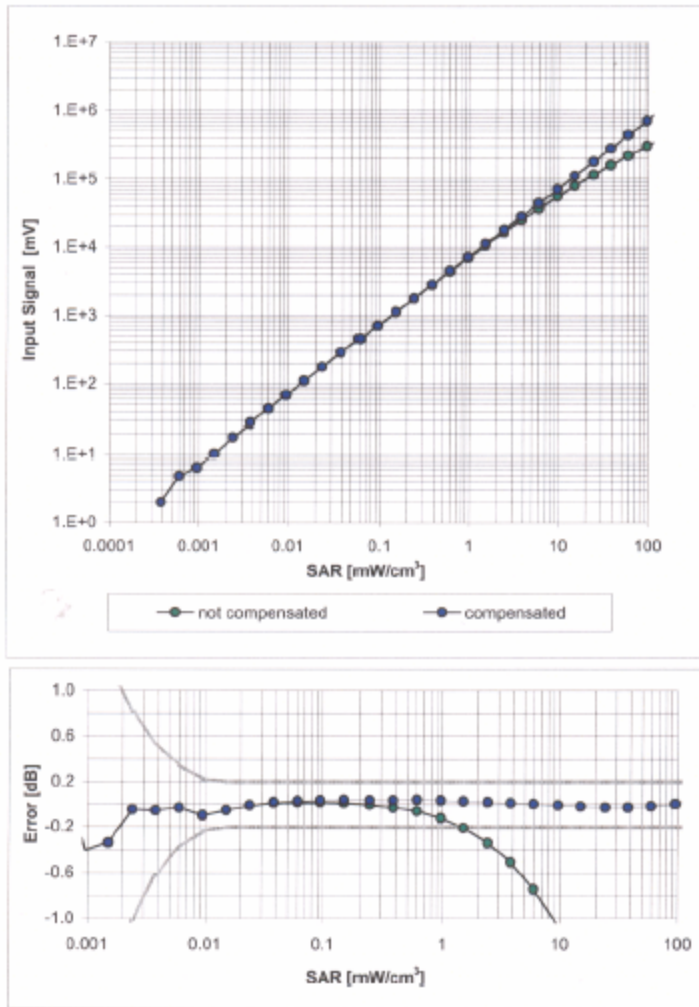 1.E+7
1.E+6
1.E+5
1.E+4
1.E+3
1.E+2
1.E+1
1.E+0
Input Signal [mV]
0.0001 0.001 0.01 0.1 1 10 100
SAR [mW/cm³]
not compensated compensated
1.0
0.6
0.2
-0.2
-0.6
-1.0
Error [dB]
0.001 0.01 0.1 1 10 100
SAR [mW/cm³]